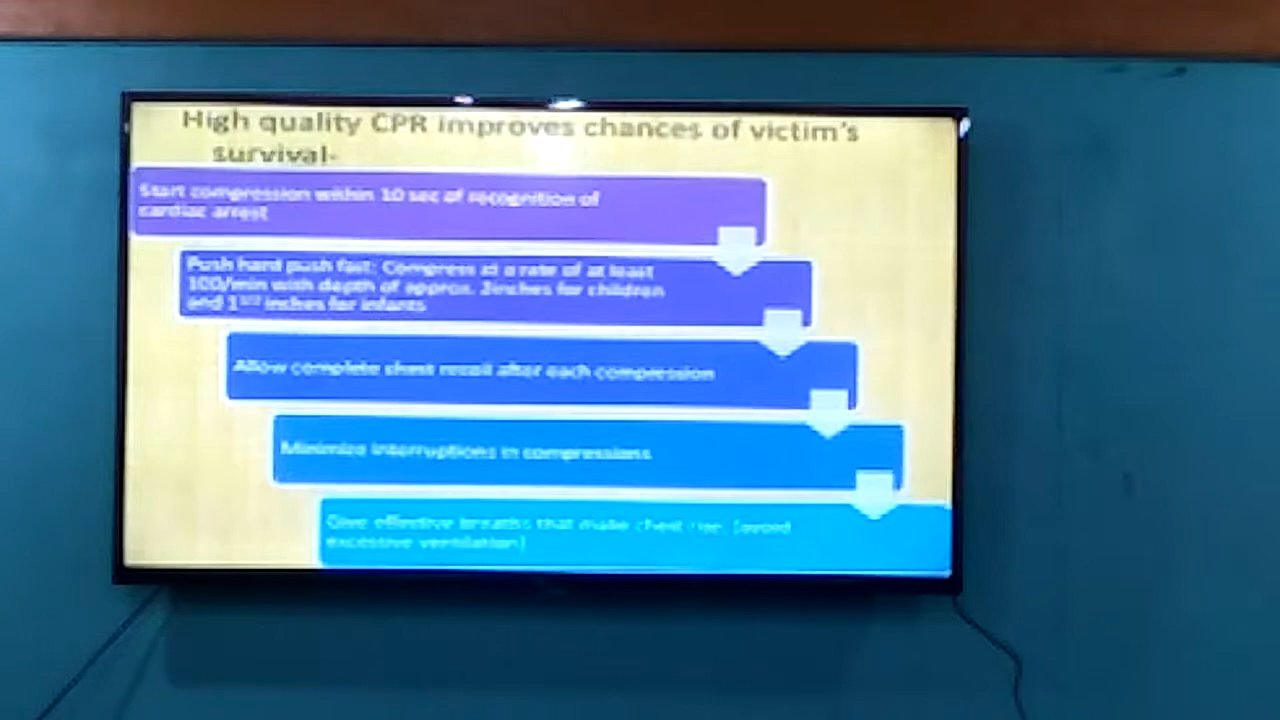 High quality CPR improves chances of victim's
survival-
Start compression within 10 sec of recognition of
cardiac arrest
Push hard push fast: Compress at a rate of at least
100/min with depth of approx. 2inches for children
and 1¹/² inches for infants
Allow complete chest recoil after each compression
Minimize interruptions in compressions
Give effective breaths that make chest rise. (avoid
excessive ventilation)